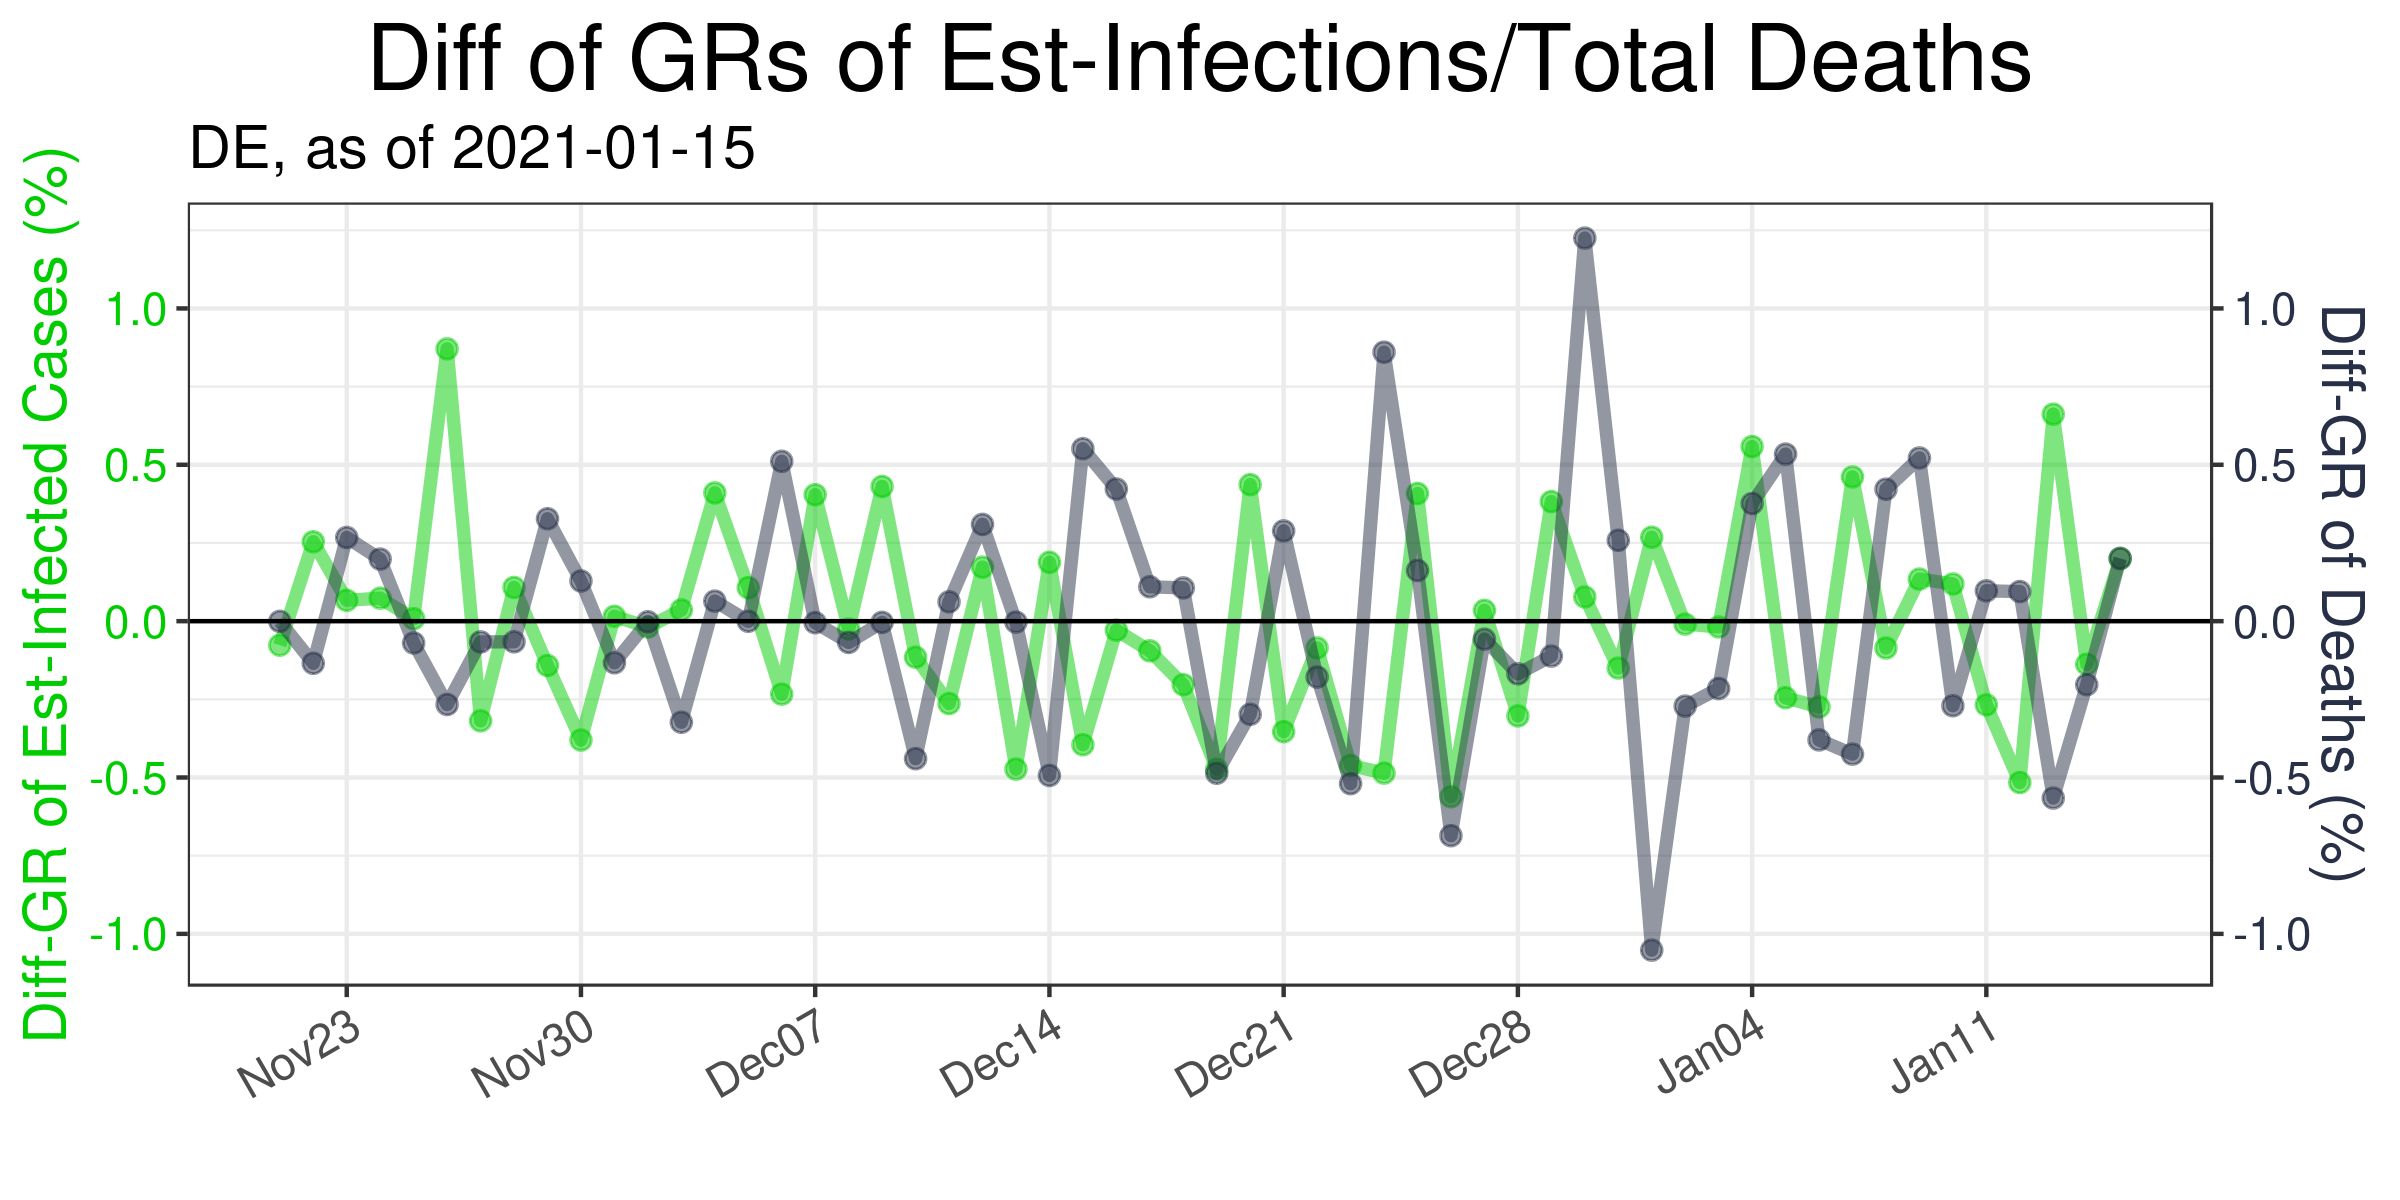 Diff of GRs of Est-Infections/Total Deaths
DE, as of 2021-01-15
Diff-GR of Est-Infected Cases (%)
1.0
0.5
0.0
-0.5
-1.0
1.0
0.5
0.0
-0.5
-1.0
Diff-GR of Deaths (%)
Nov23
Nov30
Dec07
Dec14
Dec21
Dec28
Jan04
Jan11